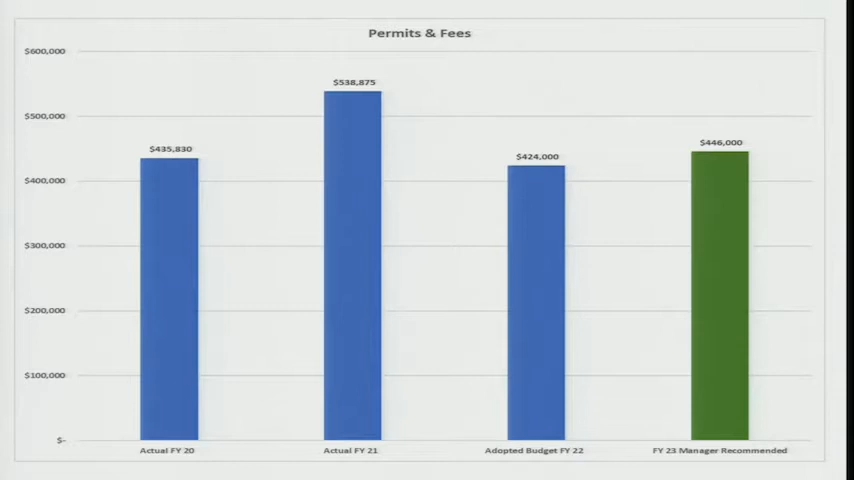 Permits & Fees
$600,000
$500,000
$400,000
$300,000
$200,000
$100,000
$-
$435,830
$538,875
$424,000
$446,000
Actual FY 20
Actual FY 21
Adopted Budget FY 22
FY 23 Manager Recommended